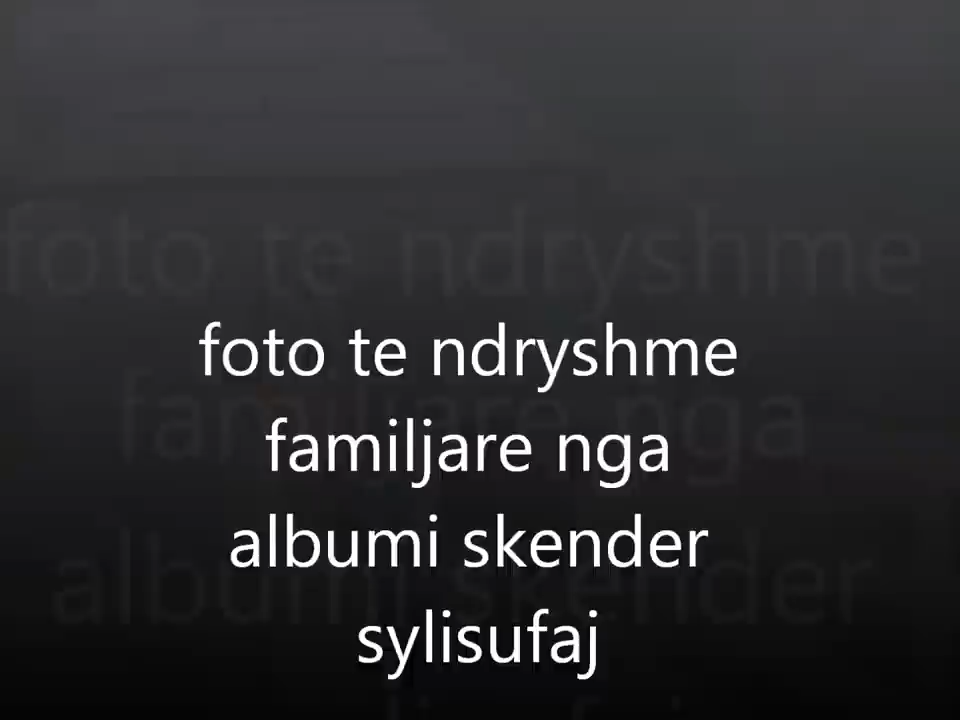 foto te ndryshme
familjare nga
albumi skender
sylisufaj